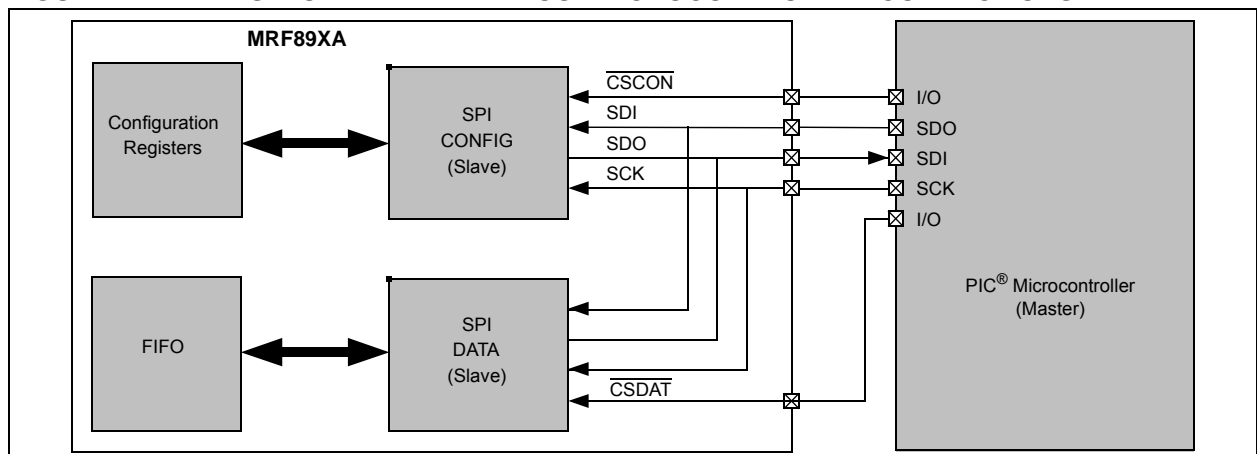 MRF89XA
Configuration
Registers
SPI
CONFIG
(Slave)
CSCON
SDI
SDO
SCK
I/O
SDO
SDI
SCK
I/O
PIC® Microcontroller
(Master)
FIFO
SPI
DATA
(Slave)
CSDAT